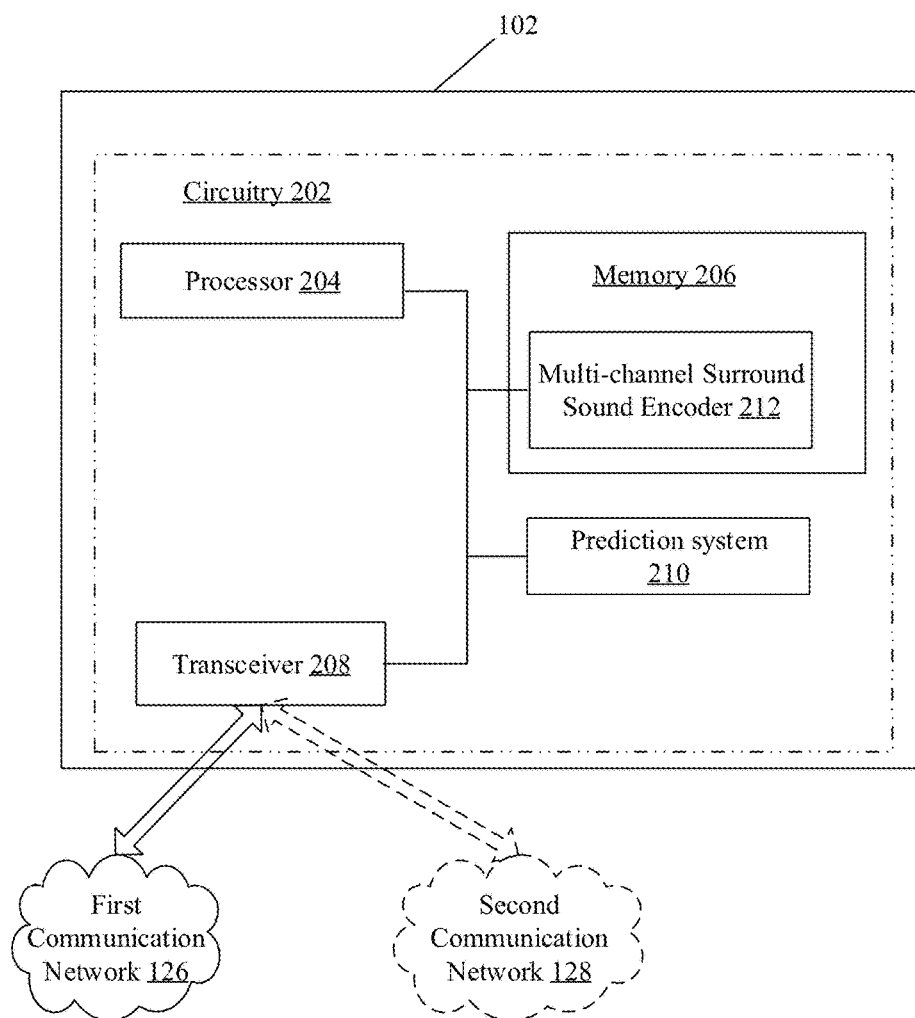 102
Circuitry 202
Processor 204
Memory 206
Multi-channel Surround
Sound Encoder 212
Prediction system
210
Transceiver 208
First
Communication
Network 126
Second
Communication
Network 128